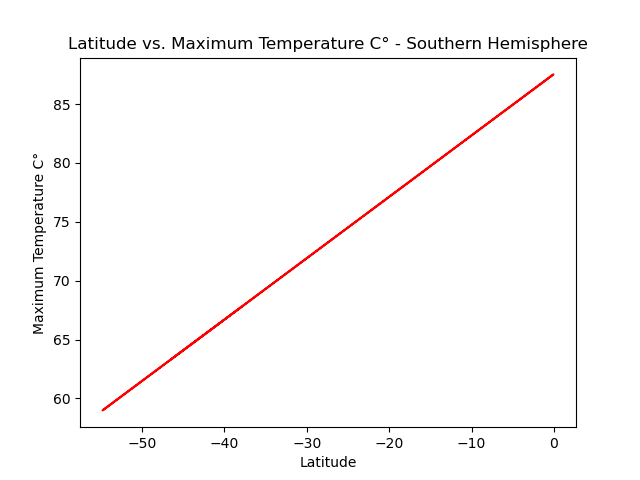 Latitude vs. Maximum Temperature C° - Southern Hemisphere
Maximum Temperature C°
85
80
75
70
65
60
−50 −40 −30 −20 −10 0
Latitude